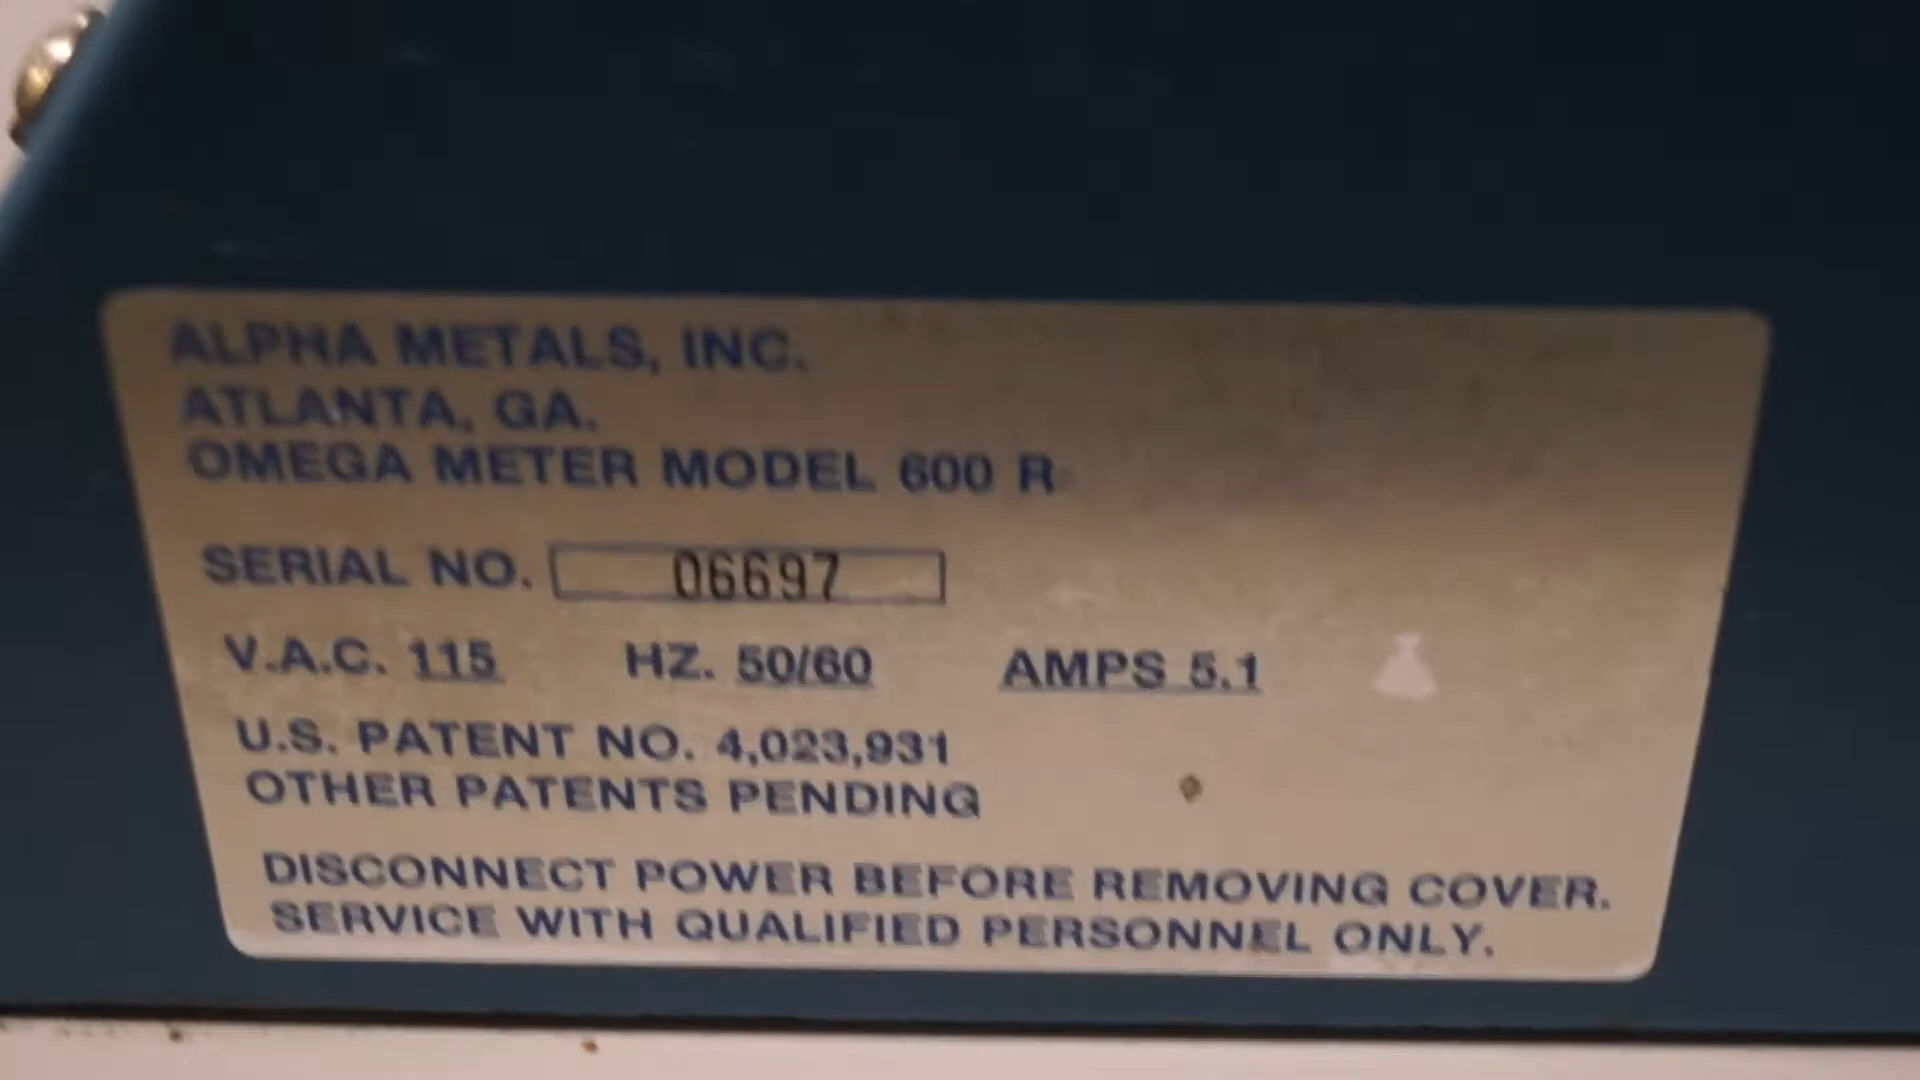 ALPHA METALS, INC.
ATLANTA, GA.
OMEGA METER MODEL 600 R
SERIAL NO. 06697
V.A.C. 115 HZ. 50/60 AMPS 5.1
U.S. PATENT NO. 4,023,931
OTHER PATENTS PENDING
DISCONNECT POWER BEFORE REMOVING COVER.
SERVICE WITH QUALIFIED PERSONNEL ONLY.